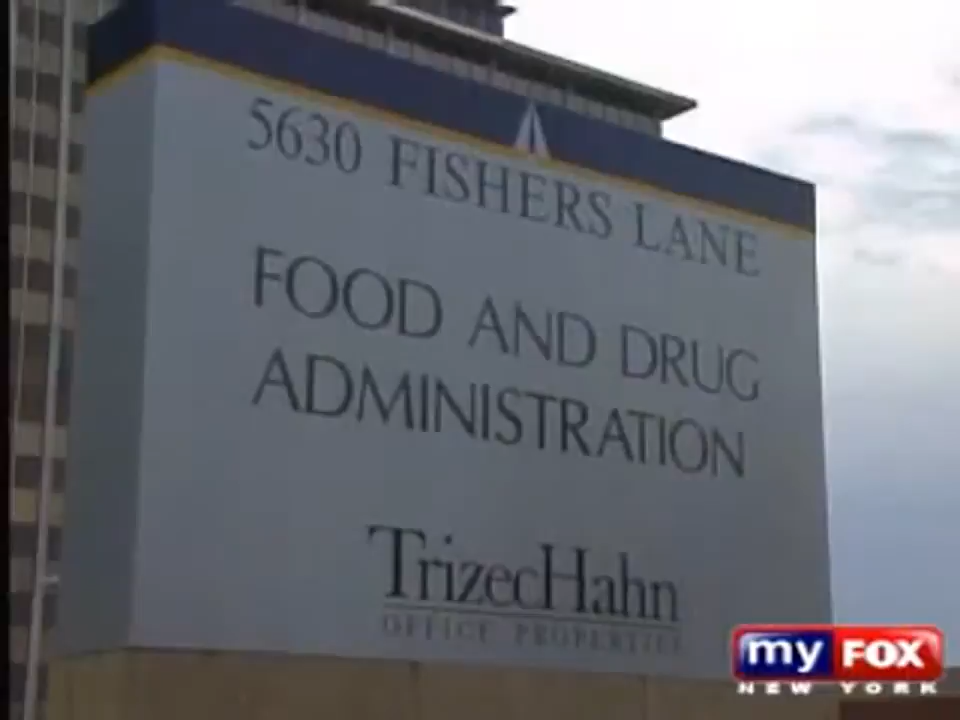 5630 FISHERS LANE
FOOD AND DRUG
ADMINISTRATION
TrizecHahn
OFFICE PROPERTIES
my FOX
NEW YORK